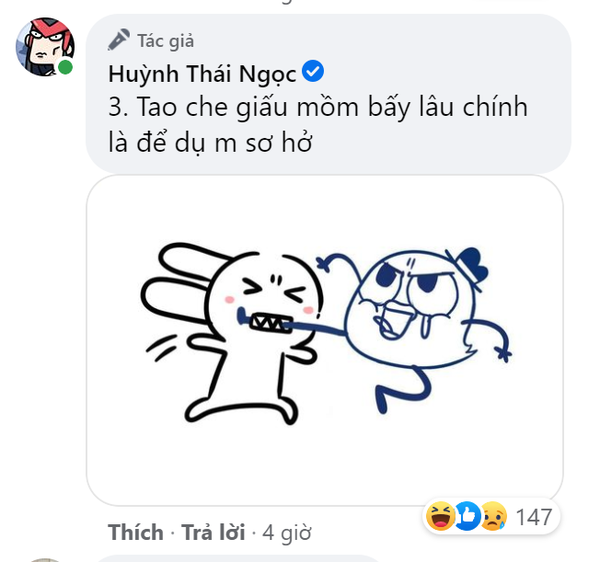 Tác giả
Huỳnh Thái Ngọc
3. Tao che giấu mồm bấy lâu chính
là để dụ m sơ hở
147
Thích · Trả lời · 4 giờ